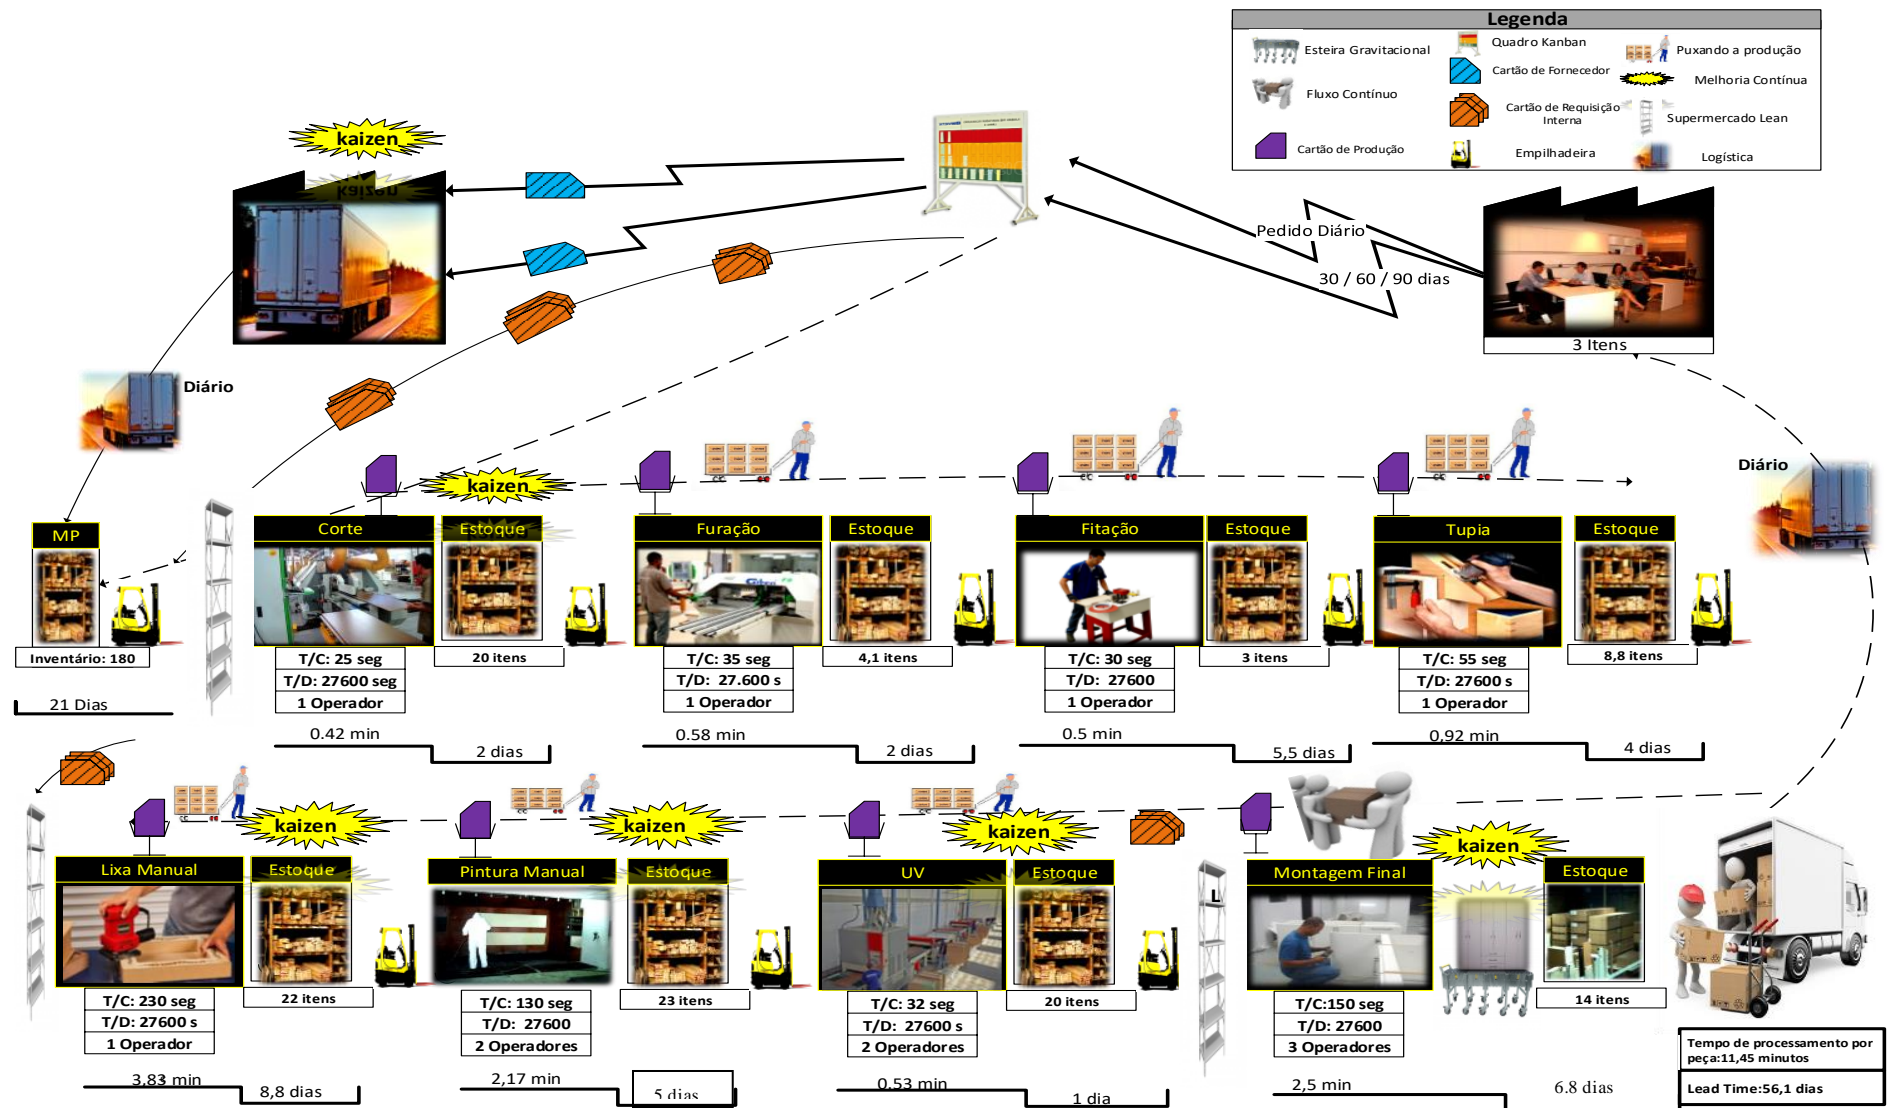 Legenda
Esteira Gravitacional
Quadro Kanban
Puxando a produção
Cartão de Fornecedor
Melhoria Contínua
Fluxo Contínuo
Cartão de Requisição
Interna
Supermercado Lean
Cartão de Produção
Empilhadeira
Logística
kaizen
kaizen
Pedido Diário
30 / 60 / 90 dias
3 Itens
Diário
Diário
kaizen
MP
Inventário: 180
21 Dias
Corte
T/C: 25 seg
T/D: 27600 seg
1 Operador
0.42 min
Estoque
20 itens
2 dias
Furação
T/C: 35 seg
T/D: 27.600 s
1 Operador
0.58 min
Estoque
4,1 itens
2 dias
Fitação
T/C: 30 seg
T/D: 27600
1 Operador
0.5 min
Estoque
3 itens
5,5 dias
Tupia
T/C: 55 seg
T/D: 27600 s
1 Operador
0,92 min
Estoque
8,8 itens
4 dias
kaizen
kaizen
kaizen
kaizen
Lixa Manual
T/C: 230 seg
T/D: 27600 s
1 Operador
3,83 min
Estoque
22 itens
8,8 dias
Pintura Manual
T/C: 130 seg
T/D: 27600
2 Operadores
2,17 min
Estoque
23 itens
5 dias
UV
T/C: 32 seg
T/D: 27600 s
2 Operadores
0,53 min
Estoque
20 itens
1 dia
L
Montagem Final
T/C:150 seg
T/D: 27600
3 Operadores
2,5 min
Estoque
14 itens
6.8 dias
Tempo de processamento por
peça:11,45 minutos
Lead Time:56,1 dias